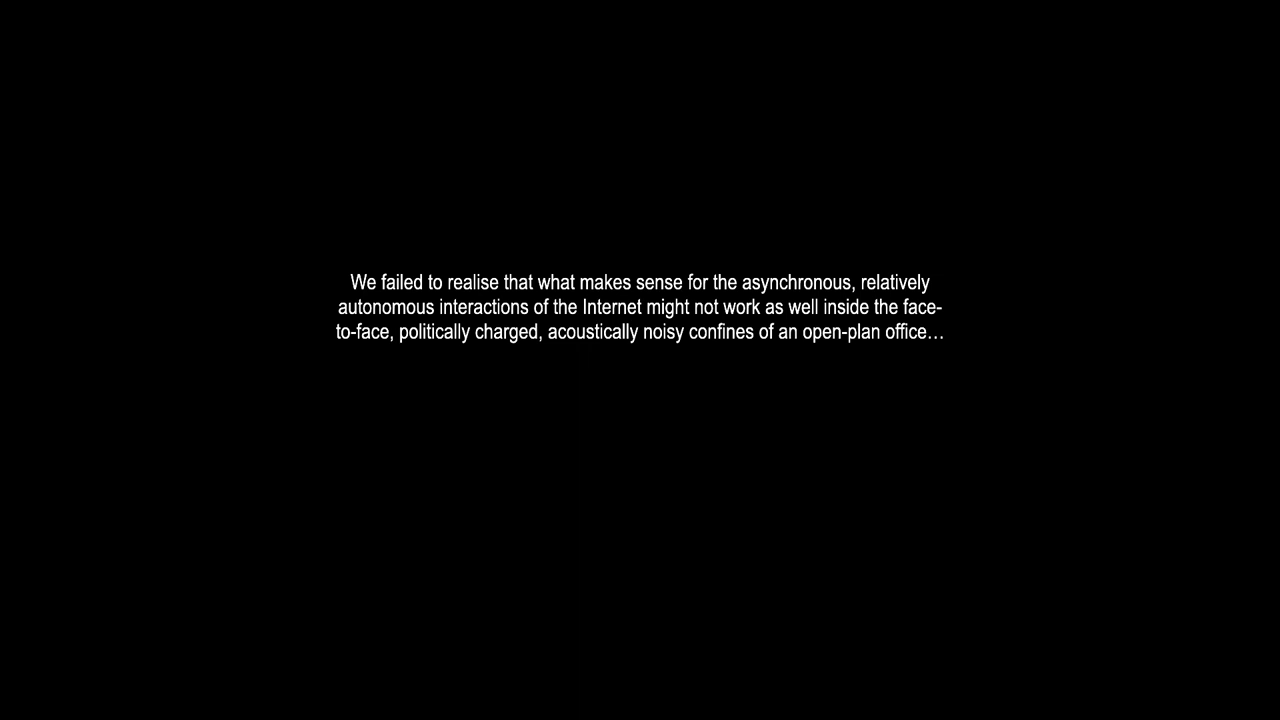 We failed to realise that what makes sense for the asynchronous, relatively
autonomous interactions of the Internet might not work as well inside the face-
to-face, politically charged, acoustically noisy confines of an open-plan office…